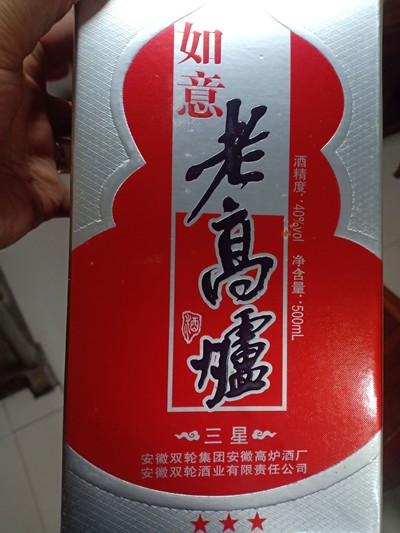 如意
老高爐
酒
酒精度：40%vol 净含量：500mL
三星
安徽双轮集团安徽高炉酒厂
安徽双轮酒业有限责任公司